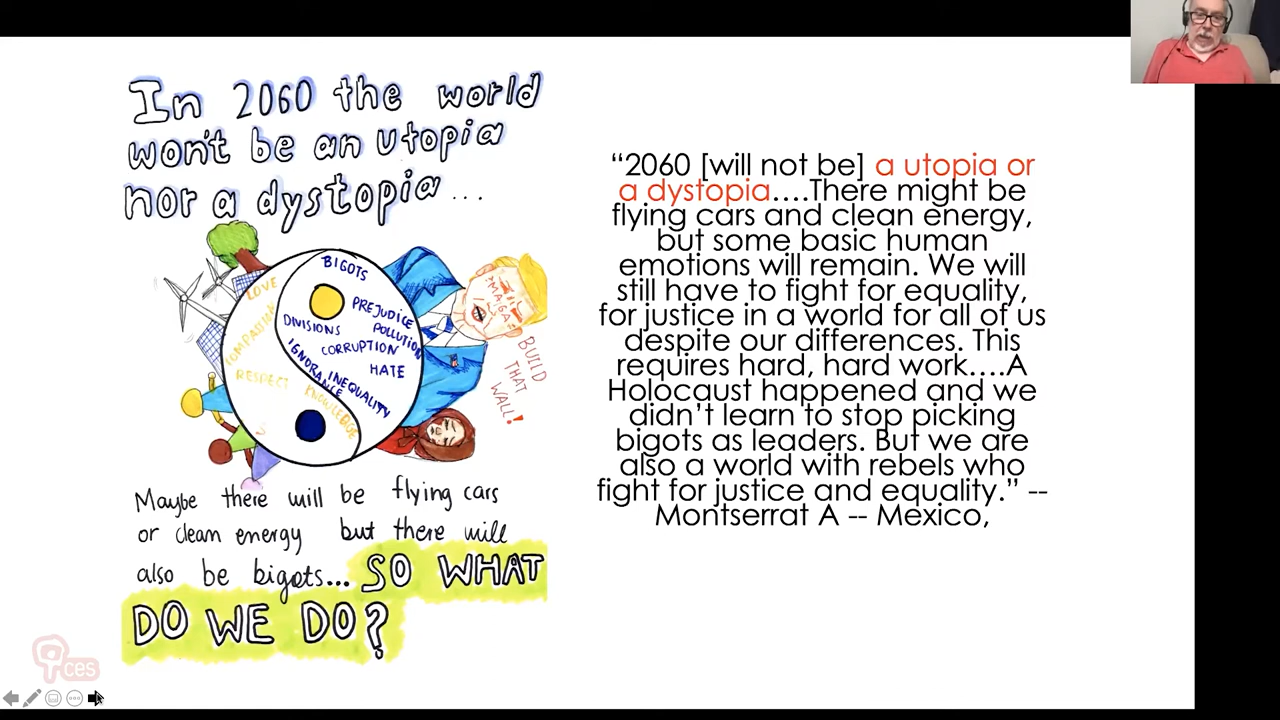 In 2060 the world
won't be an utopia
nor a dystopia...
BIGOTS
LOVE
PREJUDICE
DIVISIONS
POLLUTION
COMPASSION
CORRUPTION
IGNORANCE
HATE
RESPECT
INEQUALITY
KNOWLEDGE
MAGA
BUILD
THAT
WALL!
Maybe there will be flying cars
or clean energy but there will
also be bigots... SO WHAT
DO WE DO?
“2060 [will not be] a utopia or
a dystopia....There might be
flying cars and clean energy,
but some basic human
emotions will remain. We will
still have to fight for equality,
for justice in a world for all of us
despite our differences. This
requires hard, hard work....A
Holocaust happened and we
didn’t learn to stop picking
bigots as leaders. But we are
also a world with rebels who
fight for justice and equality.” --
Montserrat A -- Mexico,
ces